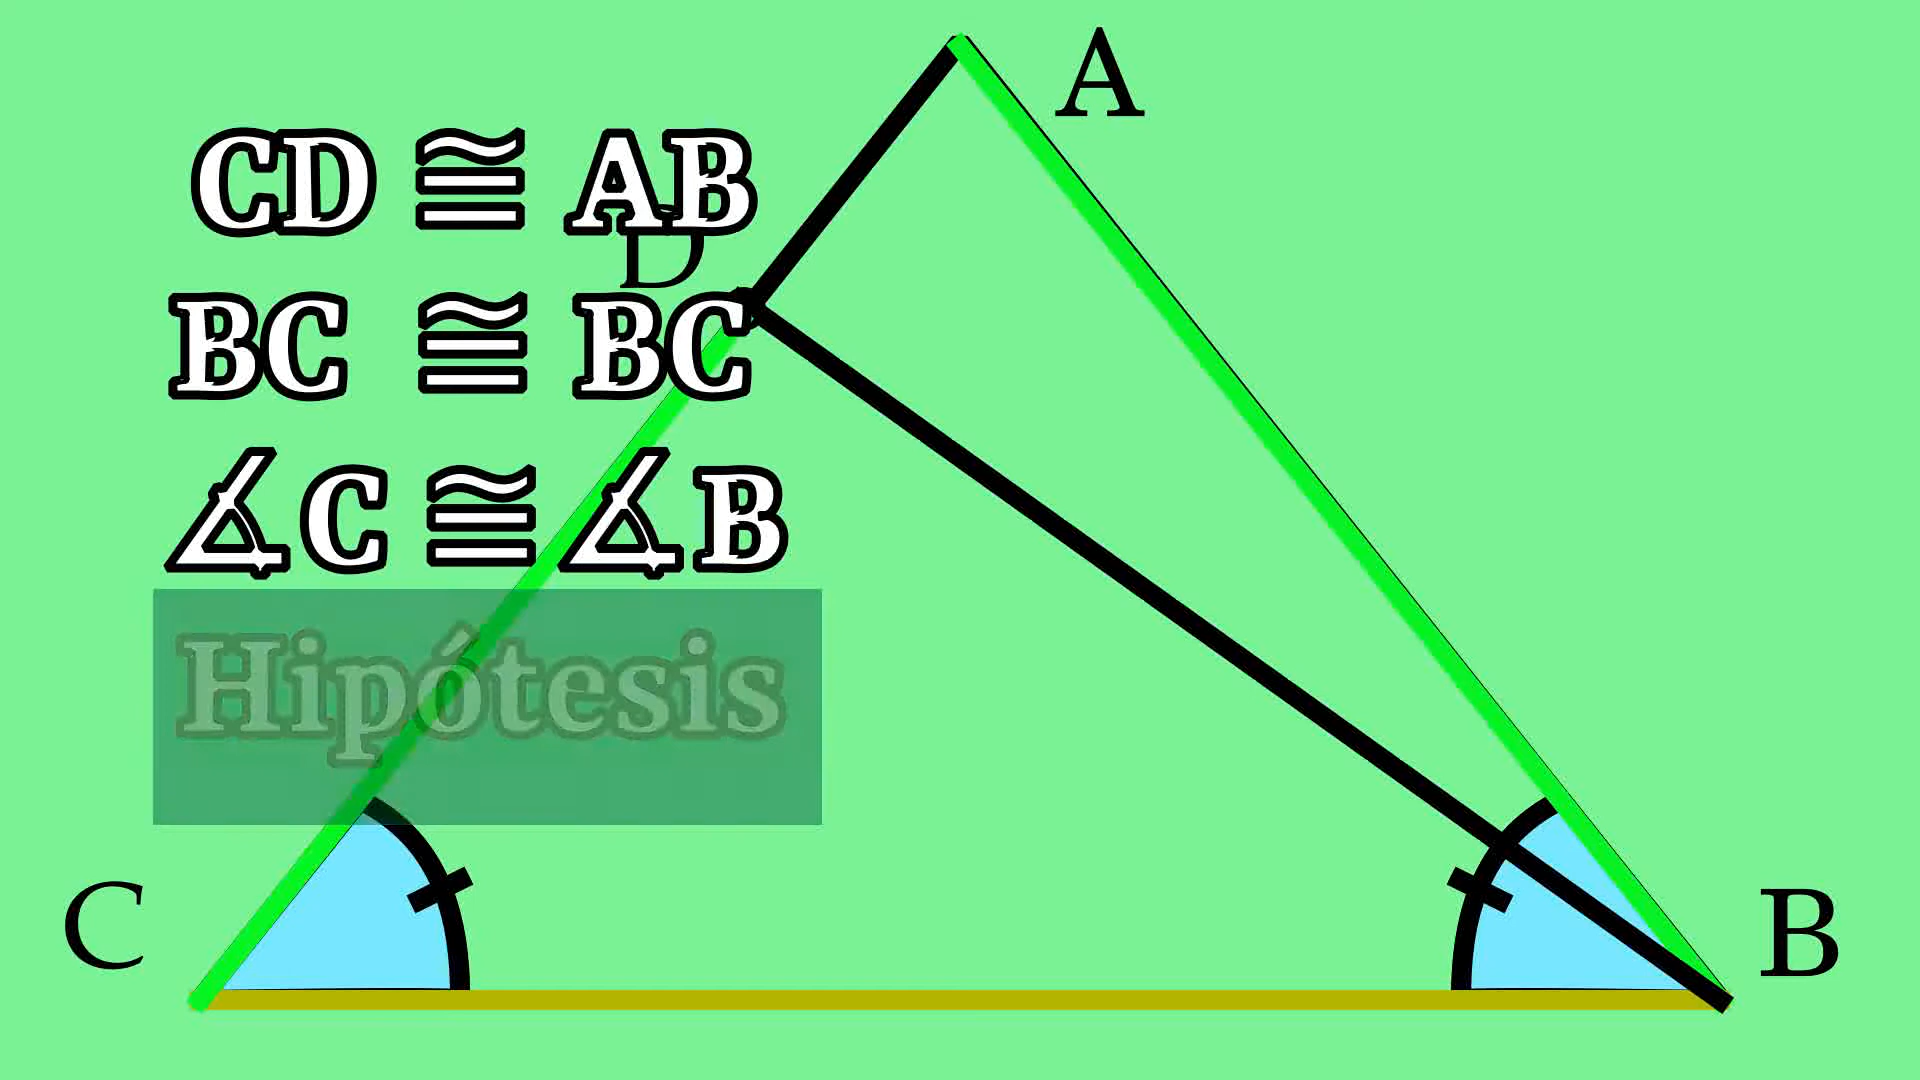 A
CD ≅ AB
D
BC ≅ BC
∡C ≅ ∡B
Hipótesis
C
B